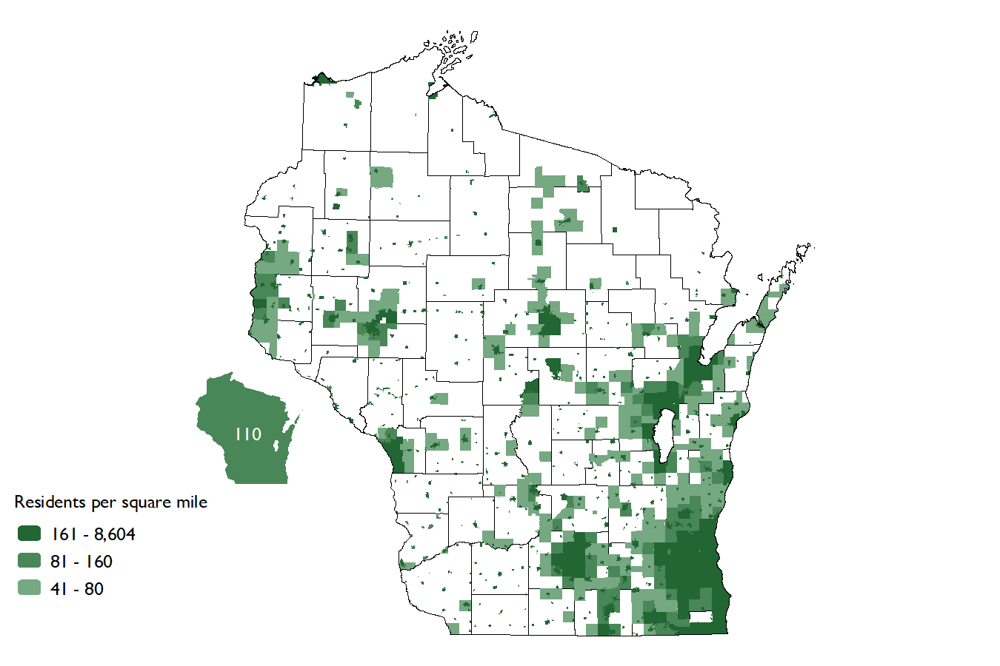 110
Residents per square mile
161 - 8,604
81 - 160
41 - 80